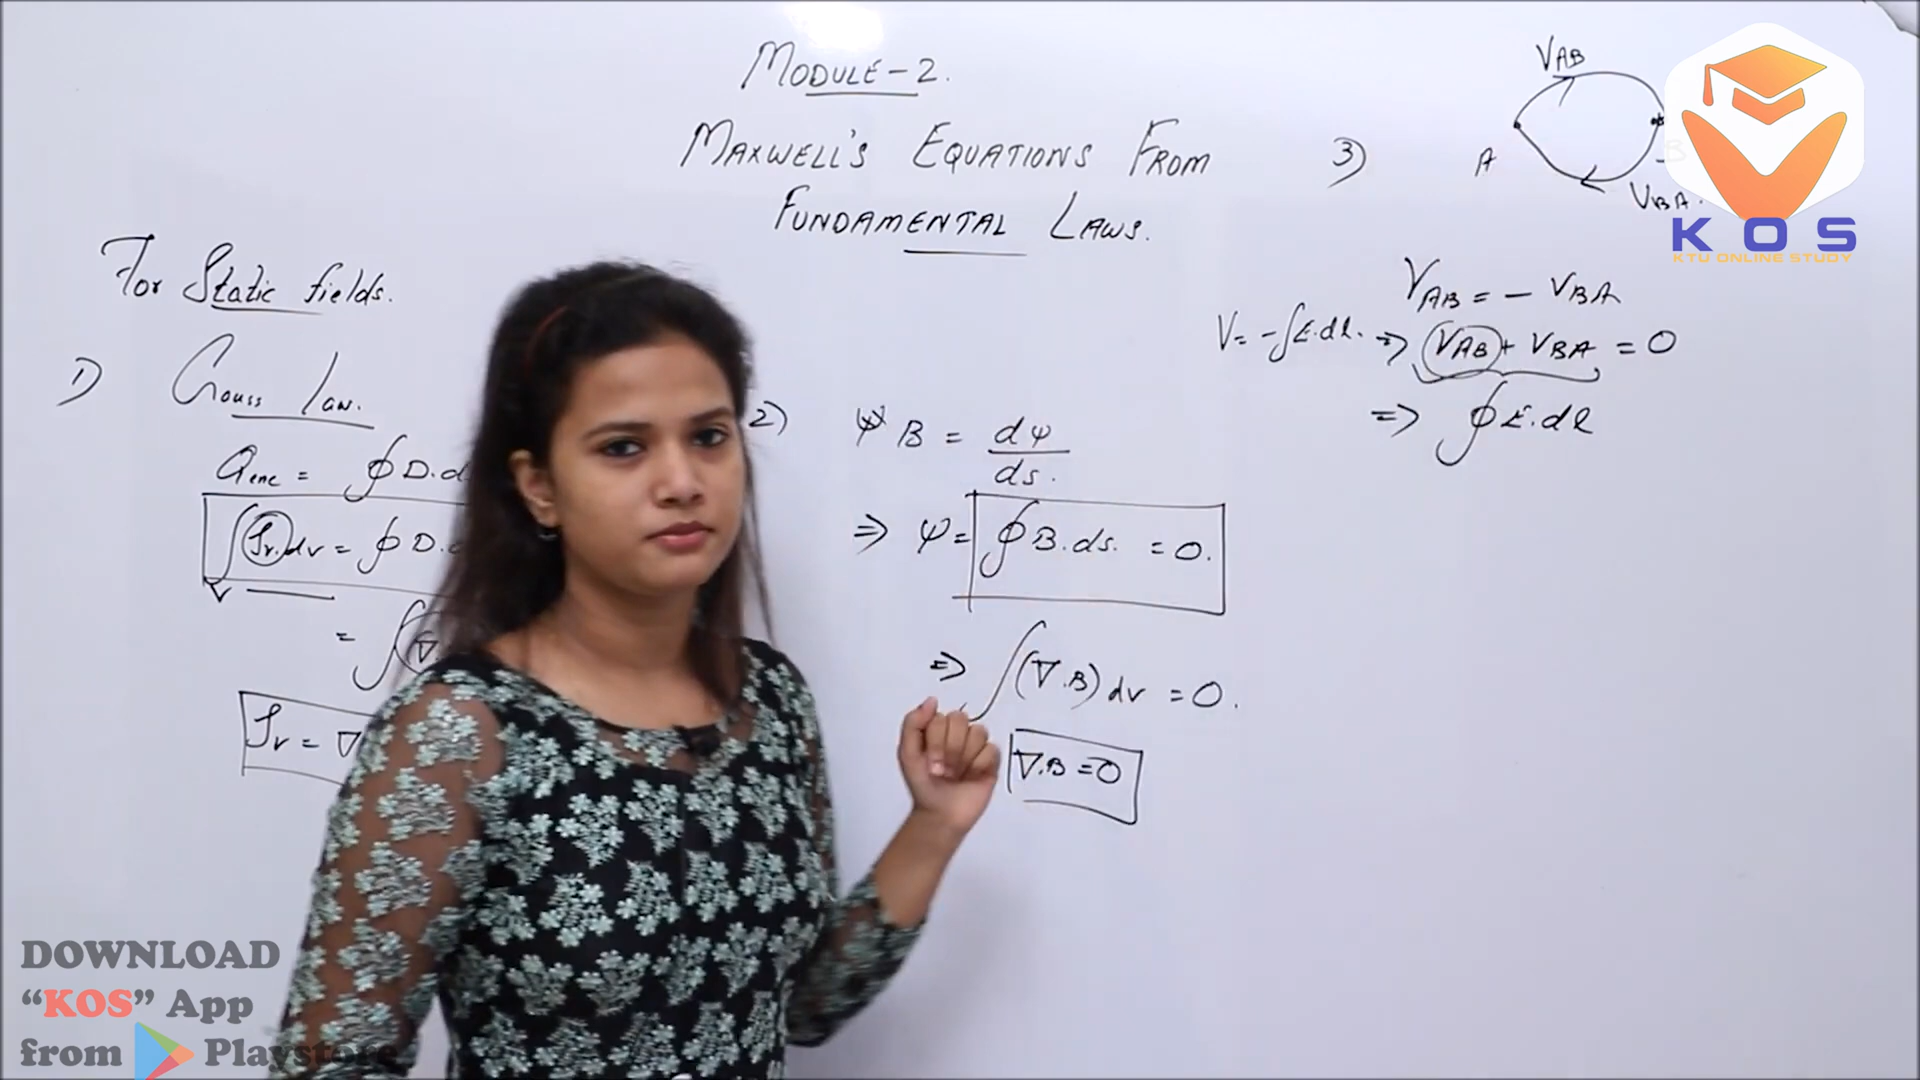 MODULE-2.
MAXWELL'S EQUATIONS FROM
FUNDAMENTAL LAWS.
For Static fields.
1) Gauss law.
Qenc = ∮ D.d
∫ ρv.dv = ∮ D.d
v
= ∫(∇.
ρv = ∇
2) ψ B = dψ/ds.
⇒ ψ = ∮ B.ds. = 0.
⇒ ∫(∇.B) dv = 0.
∇.B = 0
3)
VAB
A
B
VBA.
VAB = - VBA
V = -∫E.dl. ⇒ VAB + VBA = 0
⇒ ∮ E.dl
KOS
KTU ONLINE STUDY
DOWNLOAD
“KOS” App
from Playstore